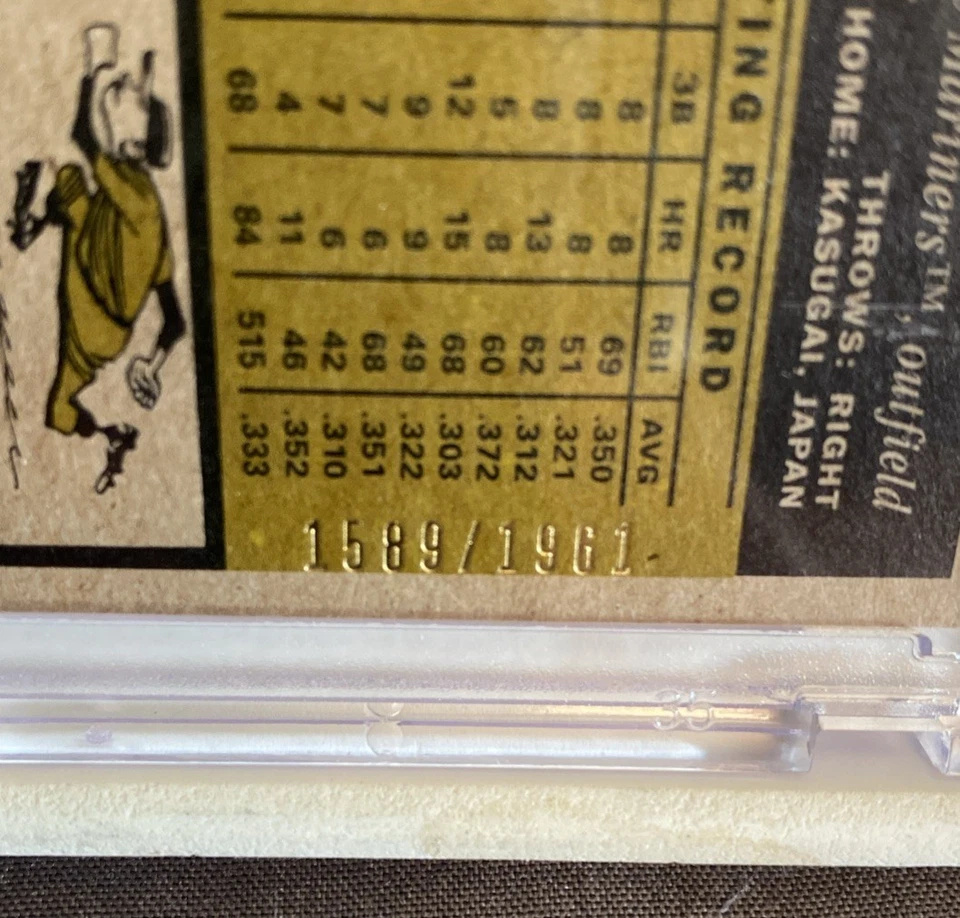 Mariners™, outfield
THROWS: RIGHT
HOME: KASUGAI, JAPAN
ING RECORD
3B HR RBI AVG
8 8 69 .350
8 8 51 .321
8 13 62 .312
5 8 60 .372
12 15 68 .303
9 9 49 .322
7 6 68 .351
7 6 42 .310
4 11 46 .352
68 84 515 .333
1589/1961
35